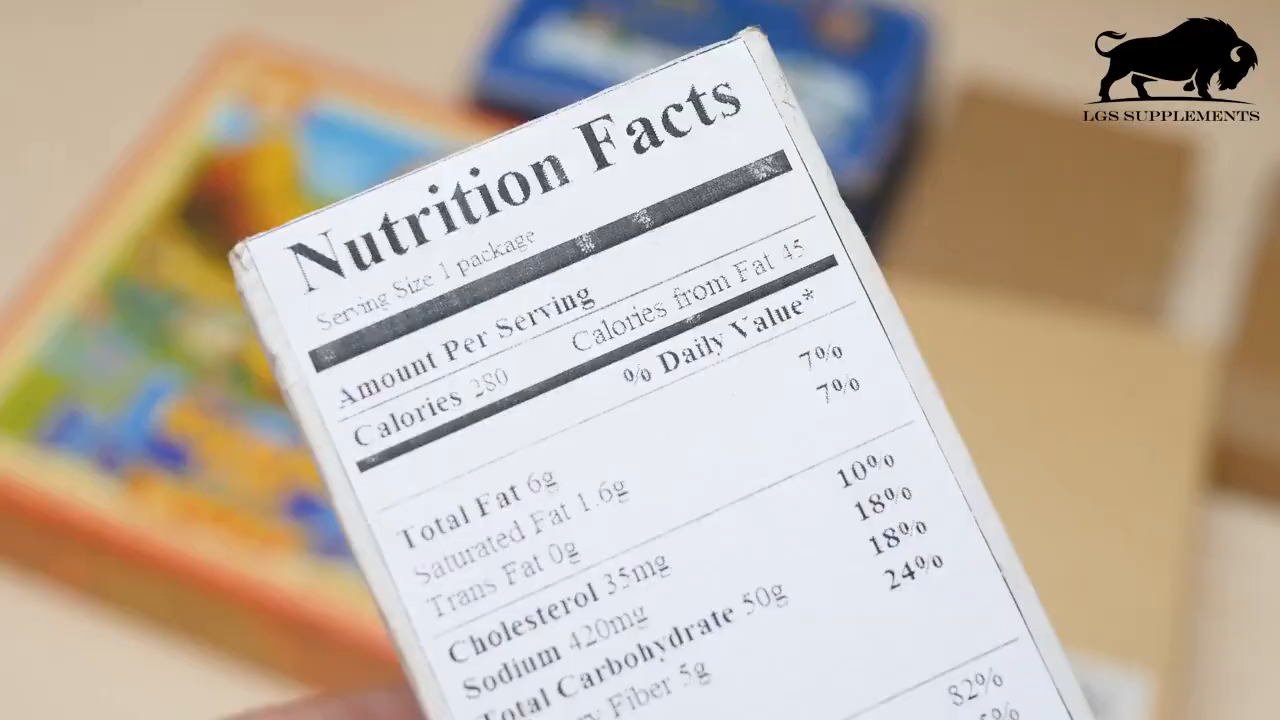 LGS SUPPLEMENTS
Nutrition Facts
Serving Size 1 package
Amount Per Serving
Calories 280 Calories from Fat 45
% Daily Value*
Total Fat 6g 7%
Saturated Fat 1.6g 7%
Trans Fat 0g
Cholesterol 35mg 10%
Sodium 420mg 18%
Total Carbohydrate 50g 18%
Fiber 5g 24%
82%